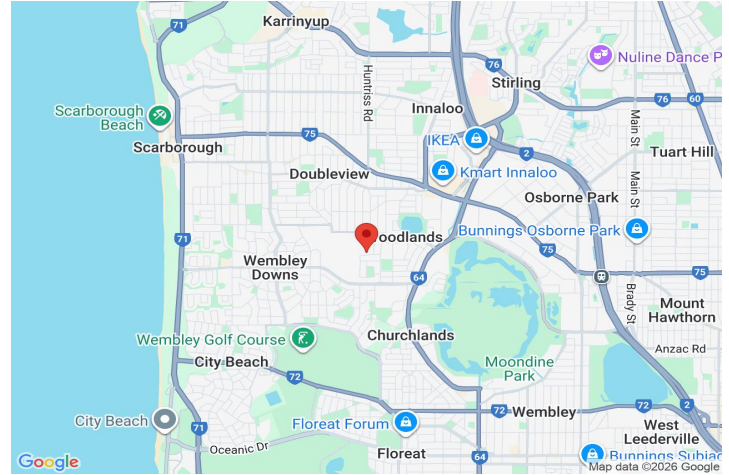 71
Karrinyup
76
Nuline Dance P
Stirling
Huntriss Rd
Innaloo
76
60
Main St
Scarborough
Beach
75
IKEA
2
Tuart Hill
Scarborough
Kmart Innaloo
Doubleview
Main St
Osborne Park
Bunnings Osborne Park
oodlands
71
75
Wembley
Downs
64
75
Brady St
Mount
Hawthorn
Wembley Golf Course
Churchlands
Anzac Rd
City Beach
Moondine
Park
72
72
72
2
Wembley
City Beach
Floreat Forum
West
Leederville
71
Oceanic Dr
Floreat
64
Bunnings Subiac
Google
Map data ©2026 Google